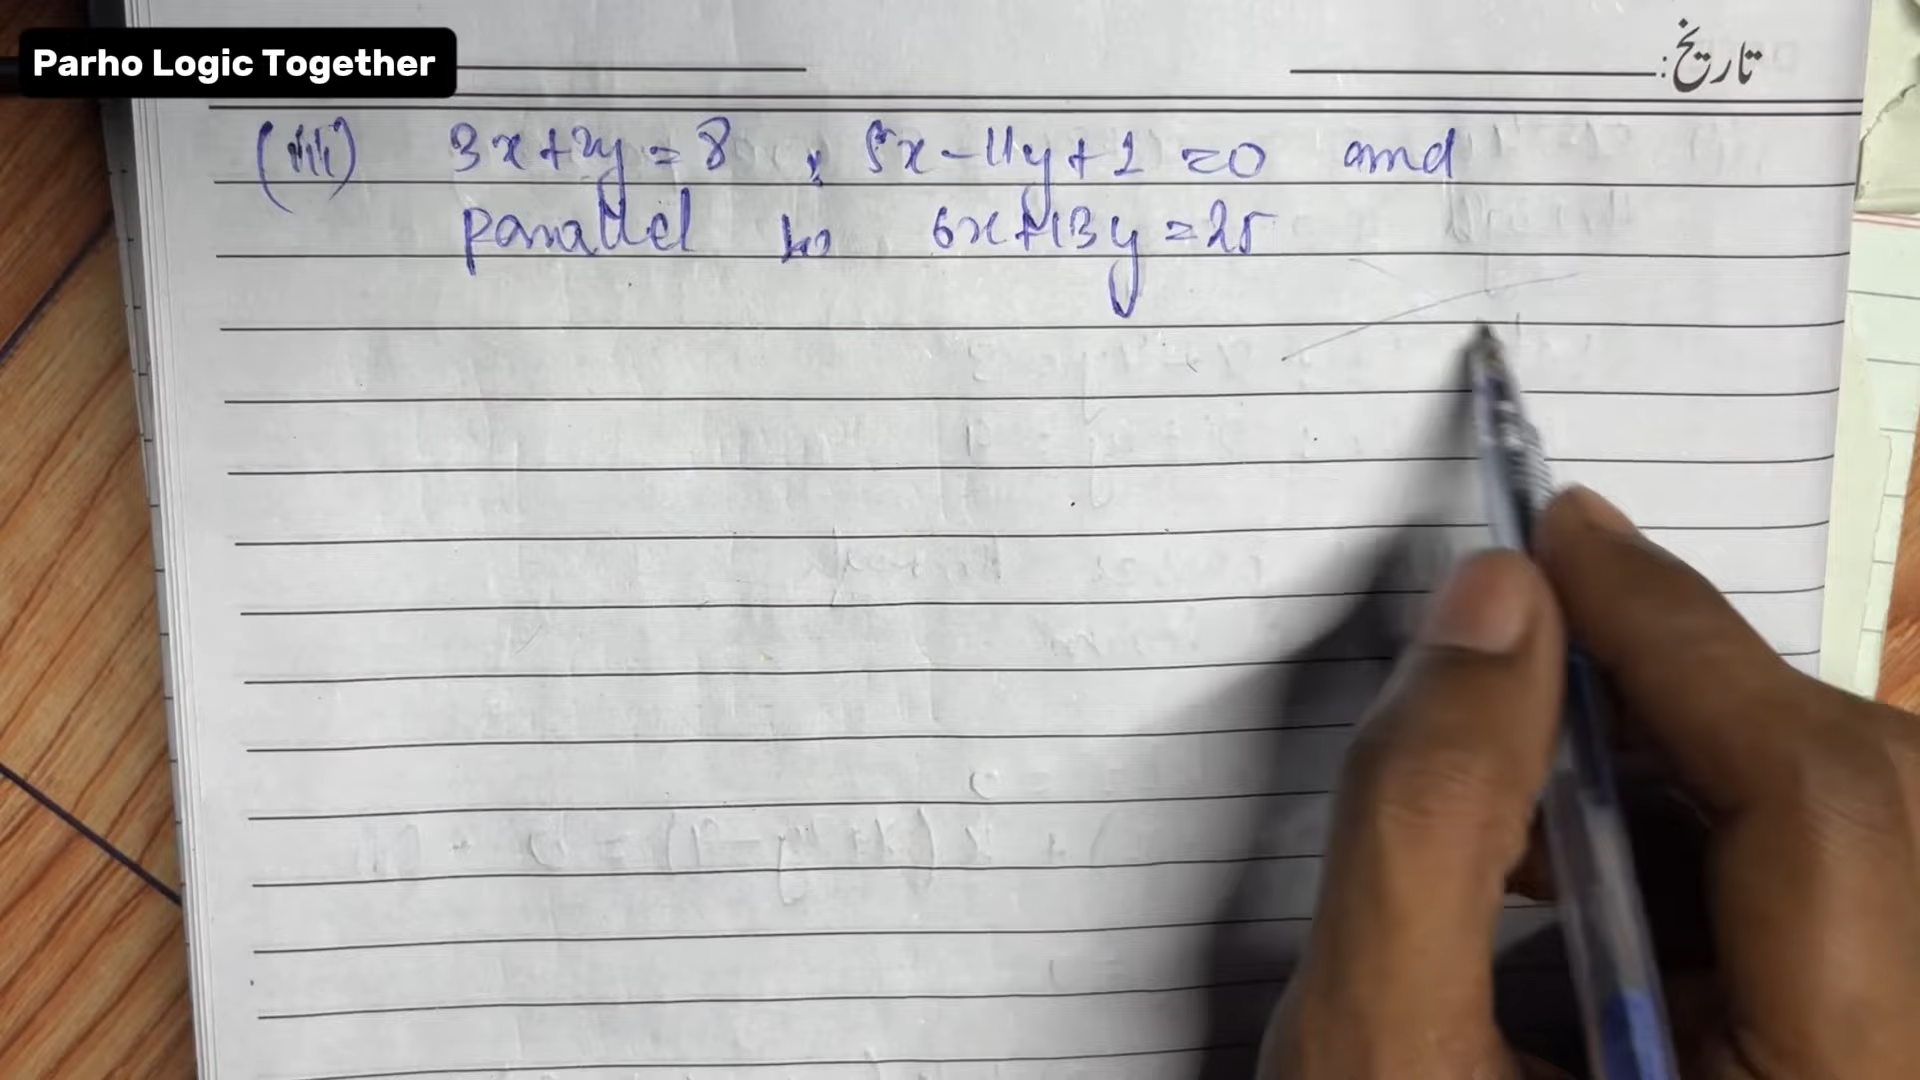 Parho Logic Together
تاریخ:
(iii) 3x+2y=8 , 5x-11y+1=0 and
parallel to 6x+13y=25